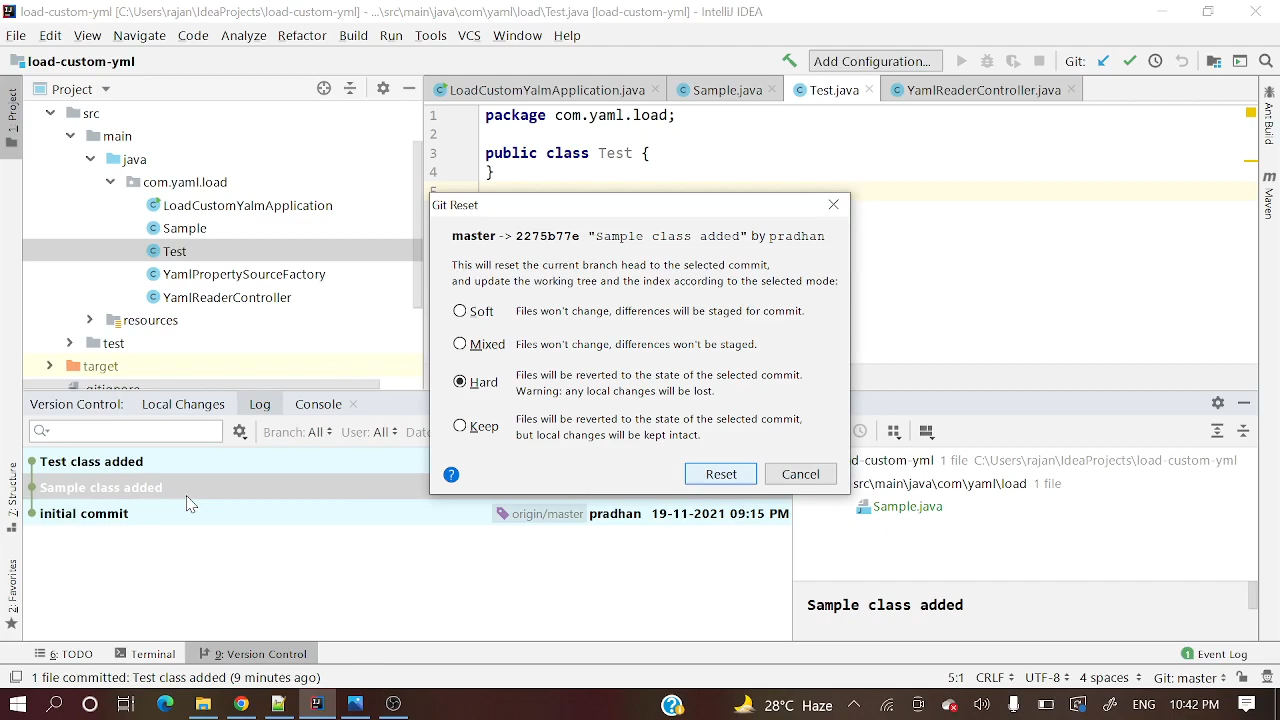 load-custom-yml [C:\Users\rajan\IdeaProjects\load-custom-yml] - ...\src\main\java\com\yaml\load\Test.java [load-custom-yml] - IntelliJ IDEA
File Edit View Navigate Code Analyze Refactor Build Run Tools VCS Window Help
load-custom-yml Add Configuration... Git:
Project
LoadCustomYalmApplication.java Sample.java Test.java YamlReaderController.java
1: Project
src
main
java
com.yaml.load
LoadCustomYalmApplication
Sample
Test
YamlPropertySourceFactory
YamlReaderController
resources
test
target
.gitignore
1 package com.yaml.load;
2
3 public class Test {
4 }
5
Ant Build
m
Maven
Git Reset
master -> 2275b77e "Sample class added" by pradhan
This will reset the current branch head to the selected commit,
and update the working tree and the index according to the selected mode:
Soft Files won't change, differences will be staged for commit.
Mixed Files won't change, differences won't be staged.
Hard Files will be reverted to the state of the selected commit.
Warning: any local changes will be lost.
Keep Files will be reverted to the state of the selected commit,
but local changes will be kept intact.
? Reset Cancel
Version Control: Local Changes Log Console
Branch: All User: All Date
Test class added
Sample class added
initial commit origin/master pradhan 19-11-2021 09:15 PM
d-custom-yml 1 file C:\Users\rajan\IdeaProjects\load-custom-yml
src\main\java\com\yaml\load 1 file
Sample.java
Sample class added
Z: Structure
2: Favorites
6: TODO Terminal 9: Version Control 1 Event Log
1 file committed: Test class added (9 minutes ago) 5:1 CRLF UTF-8 4 spaces Git: master
28°C Haze ENG 10:42 PM